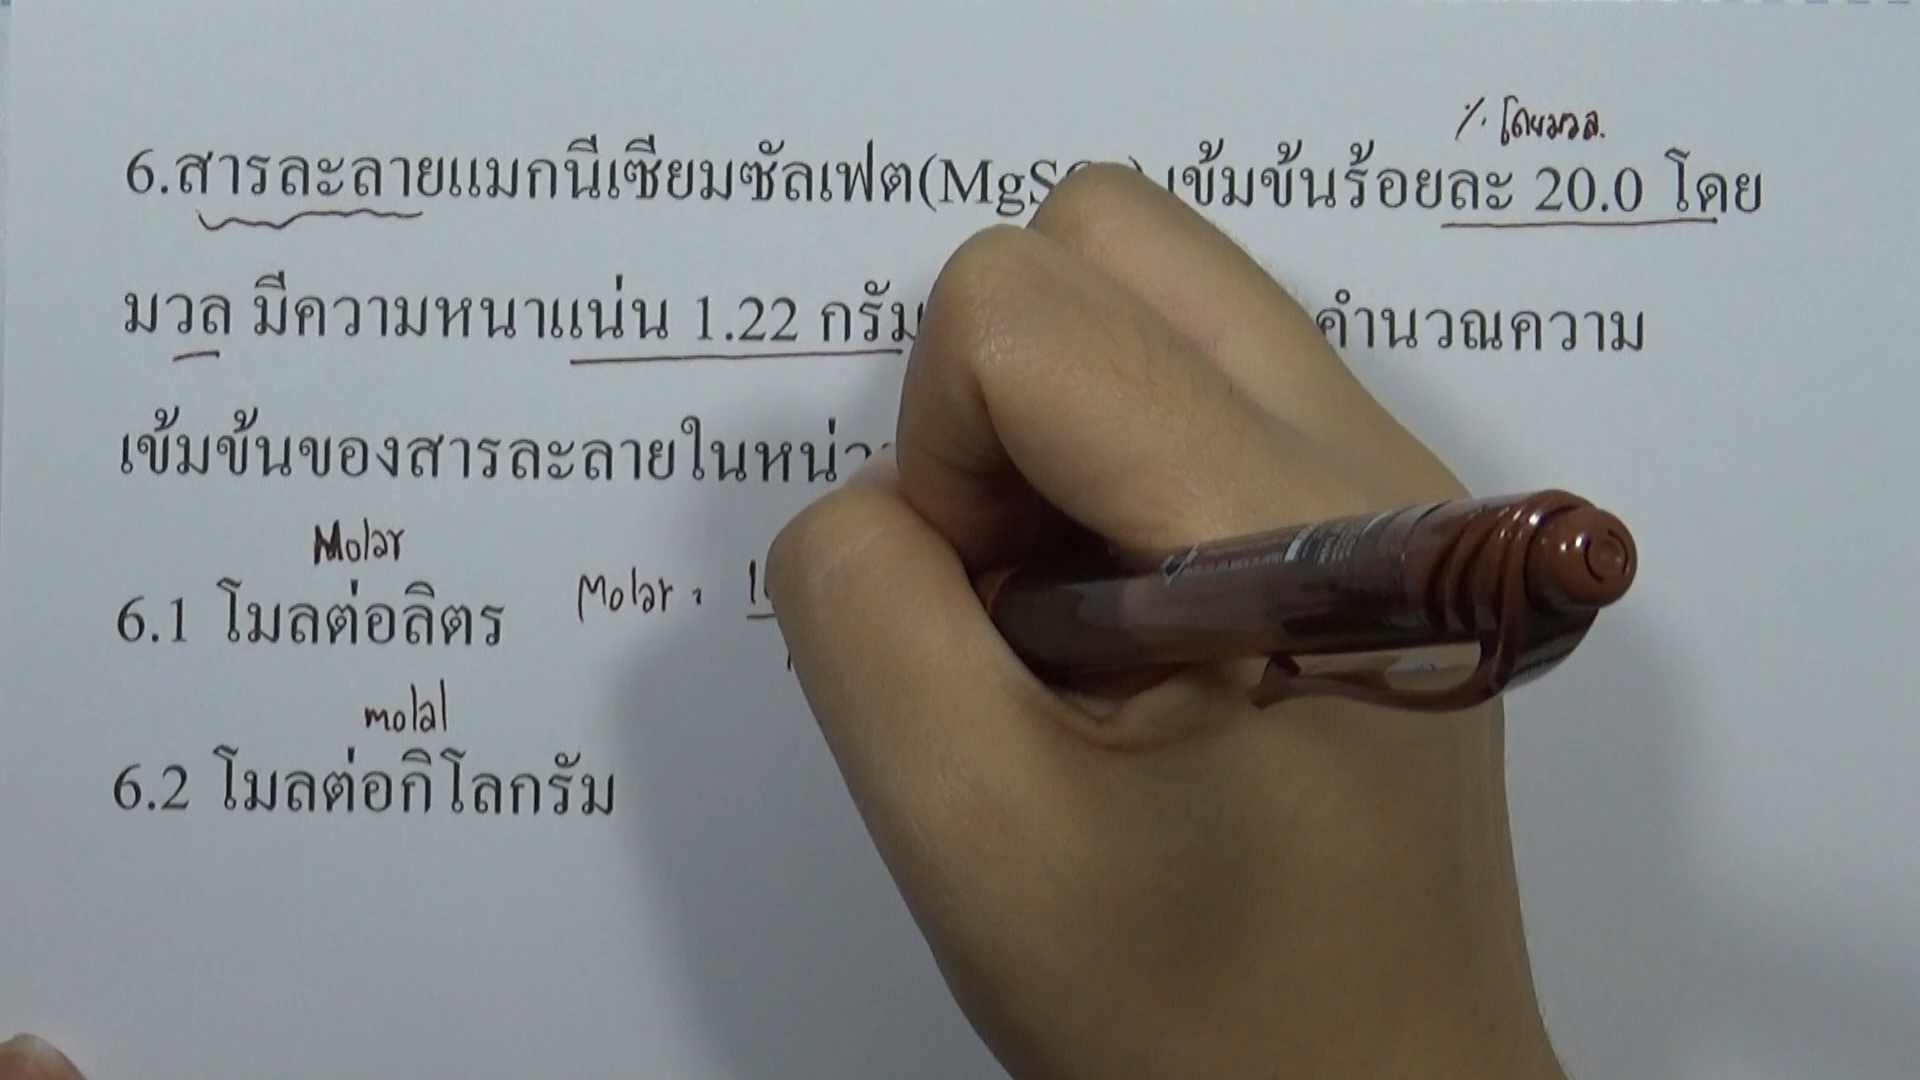 % โดยมวล.
6.สารละลายแมกนีเซียมซัลเฟต(MgS เข้มข้นร้อยละ 20.0 โดย
มวล มีความหนาแน่น 1.22 กรัม คำนวณความ
เข้มข้นของสารละลายในหน่ว
Molar
6.1 โมลต่อลิตร Molar =
molal
6.2 โมลต่อกิโลกรัม